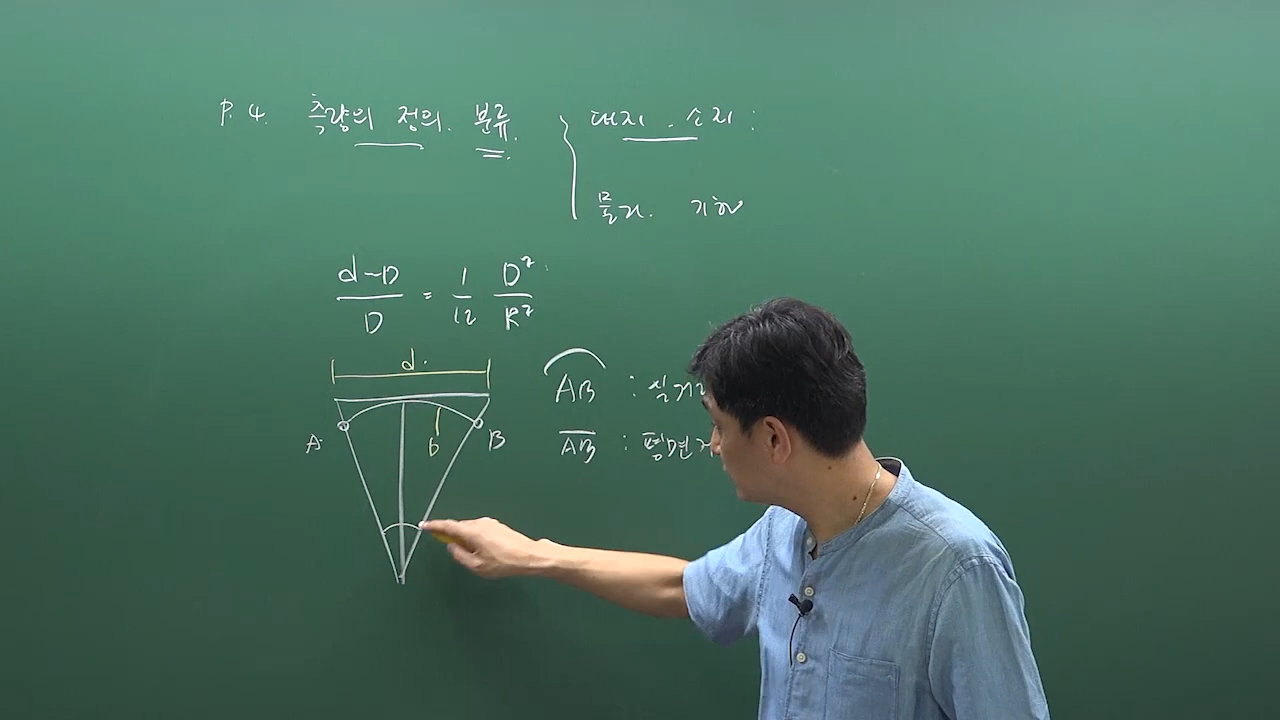 P. 4. 측량의 정의. 분류.
대지. 소지 :
물리. 기하
d-D / D = 1/12 D² / R²
d.
A
b
B
AB : 실거
AB : 평면거